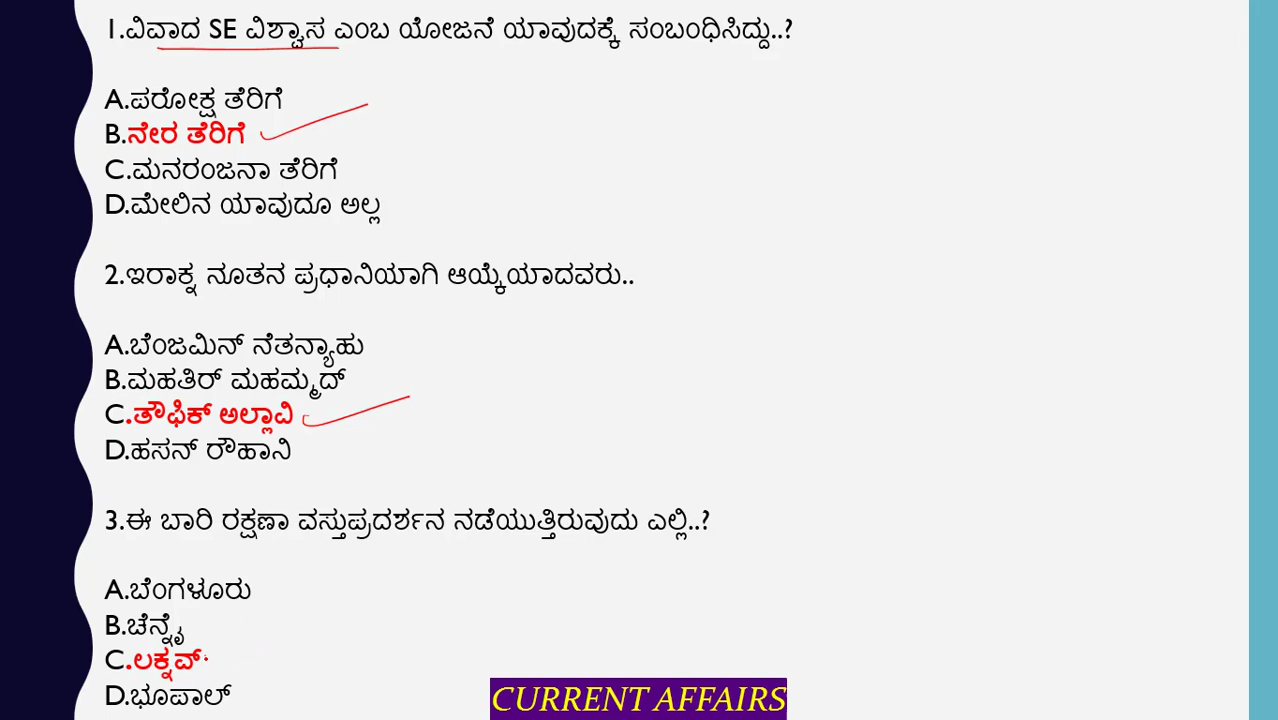 1.ವಿವಾದ SE ವಿಶ್ವಾಸ ಎಂಬ ಯೋಜನೆ ಯಾವುದಕ್ಕೆ ಸಂಬಂಧಿಸಿದ್ದು..?
A.ಪರೋಕ್ಷ ತೆರಿಗೆ
B.ನೇರ ತೆರಿಗೆ
C.ಮನರಂಜನಾ ತೆರಿಗೆ
D.ಮೇಲಿನ ಯಾವುದೂ ಅಲ್ಲ
2.ಇರಾಕ್ನ ನೂತನ ಪ್ರಧಾನಿಯಾಗಿ ಆಯ್ಕೆಯಾದವರು..
A.ಬೆಂಜಮಿನ್ ನೆತನ್ಯಾಹು
B.ಮಹತಿರ್ ಮಹಮ್ಮದ್
C.ತೌಫಿಕ್ ಅಲ್ಲಾವಿ
D.ಹಸನ್ ರೌಹಾನಿ
3.ಈ ಬಾರಿ ರಕ್ಷಣಾ ವಸ್ತುಪ್ರದರ್ಶನ ನಡೆಯುತ್ತಿರುವುದು ಎಲ್ಲಿ..?
A.ಬೆಂಗಳೂರು
B.ಚೆನ್ನೈ
C.ಲಕ್ನವ್
D.ಭೂಪಾಲ್
CURRENT AFFAIRS